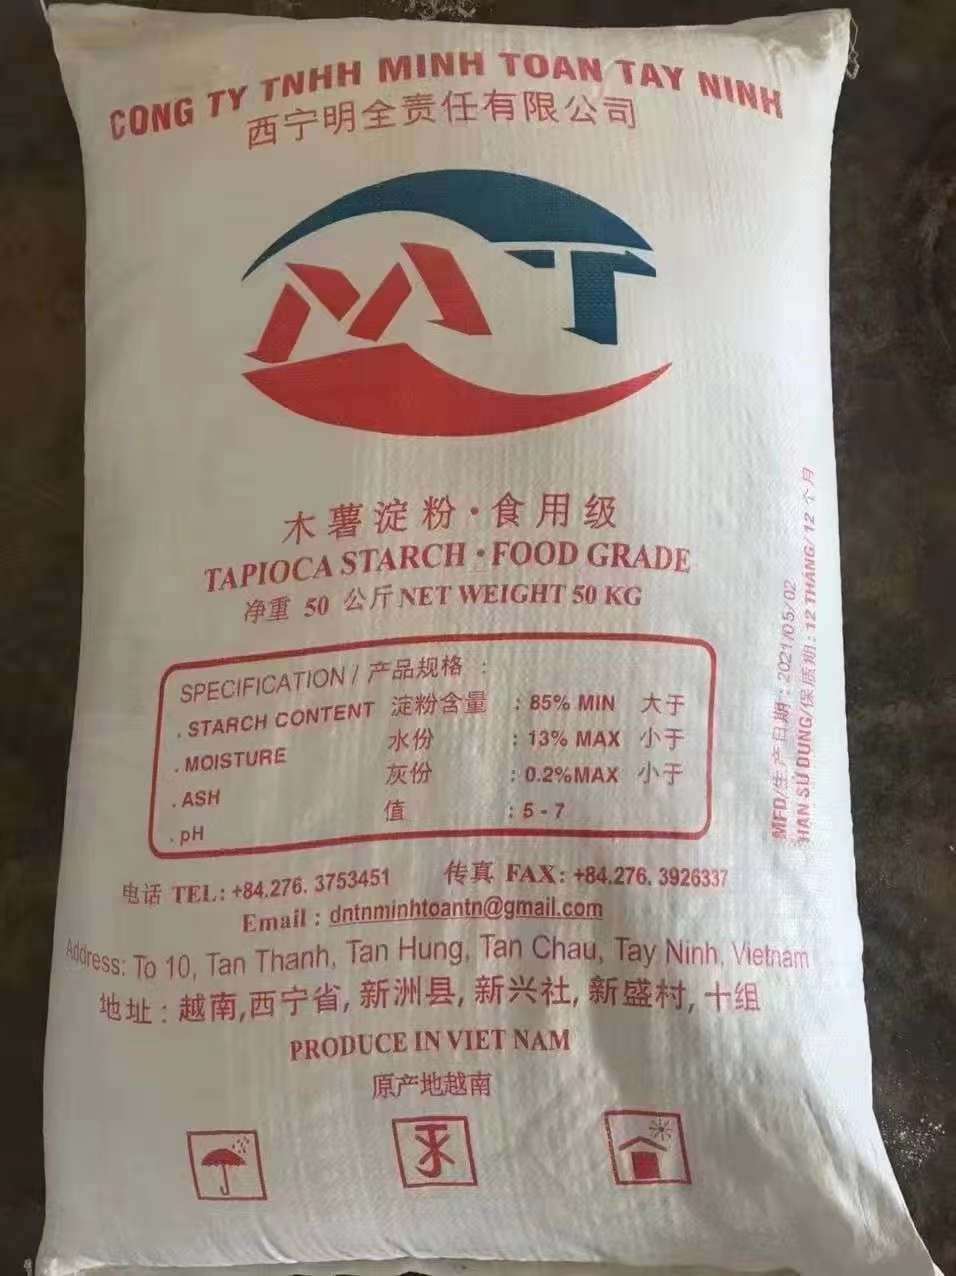 CONG TY TNHH MINH TOAN TAY NINH
西宁明全责任有限公司
MT
木薯淀粉·食用级
TAPIOCA STARCH·FOOD GRADE
净重 50 公斤 NET WEIGHT 50 KG
SPECIFICATION / 产品规格 :
. STARCH CONTENT 淀粉含量 : 85% MIN 大于
. MOISTURE 水份 : 13% MAX 小于
. ASH 灰份 : 0.2%MAX 小于
. pH 值 : 5 - 7
MFD/生产日期: 2021/05/02
HAN SỬ DUNG/保质期: 12 THÁNG/12 个月
电话 TEL: +84.276. 3753451 传真 FAX: +84.276. 3926337
Email : dntnminhtoantn@gmail.com
Address: To 10, Tan Thanh, Tan Hung, Tan Chau, Tay Ninh, Vietnam
地址: 越南,西宁省, 新洲县, 新兴社, 新盛村, 十组
PRODUCE IN VIET NAM
原产地越南